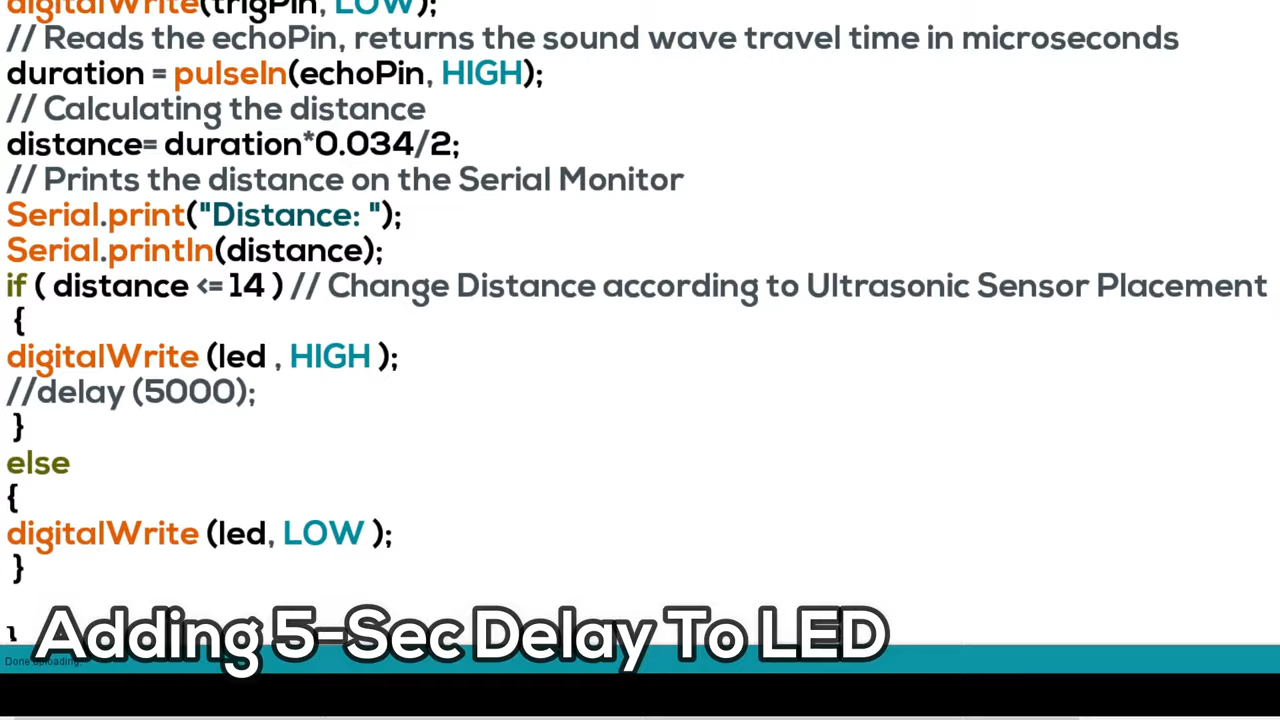 digitalWrite(trigPin, LOW);
// Reads the echoPin, returns the sound wave travel time in microseconds
duration = pulseIn(echoPin, HIGH);
// Calculating the distance
distance= duration*0.034/2;
// Prints the distance on the Serial Monitor
Serial.print("Distance: ");
Serial.println(distance);
if ( distance <= 14 ) // Change Distance according to Ultrasonic Sensor Placement
{
digitalWrite (led , HIGH );
//delay (5000);
}
else
{
digitalWrite (led, LOW );
}
}
Adding 5-Sec Delay To LED
Done uploading.